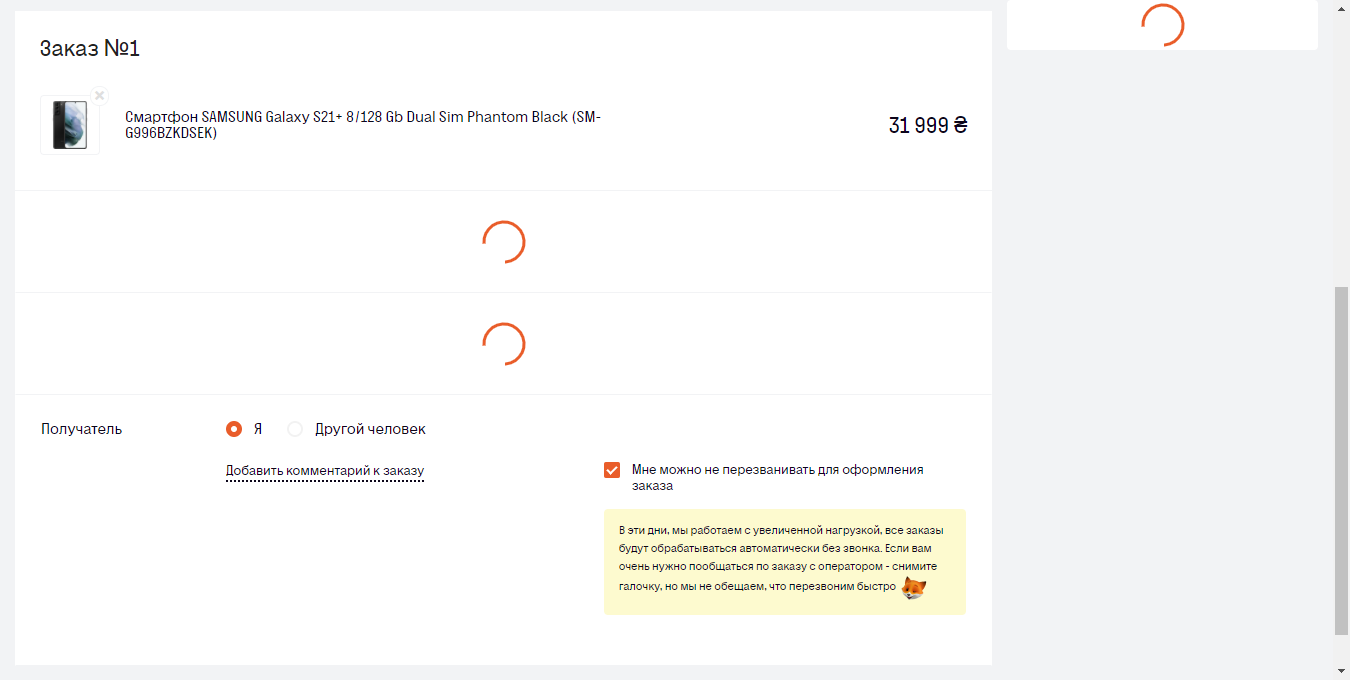 Заказ №1
Смартфон SAMSUNG Galaxy S21+ 8/128 Gb Dual Sim Phantom Black (SM-
G996BZKDSEK)
31 999 ₴
Получатель
Я
Другой человек
Добавить комментарий к заказу
Мне можно не перезванивать для оформления
заказа
В эти дни, мы работаем с увеличенной нагрузкой, все заказы
будут обрабатываться автоматически без звонка. Если вам
очень нужно пообщаться по заказу с оператором - снимите
галочку, но мы не обещаем, что перезвоним быстро